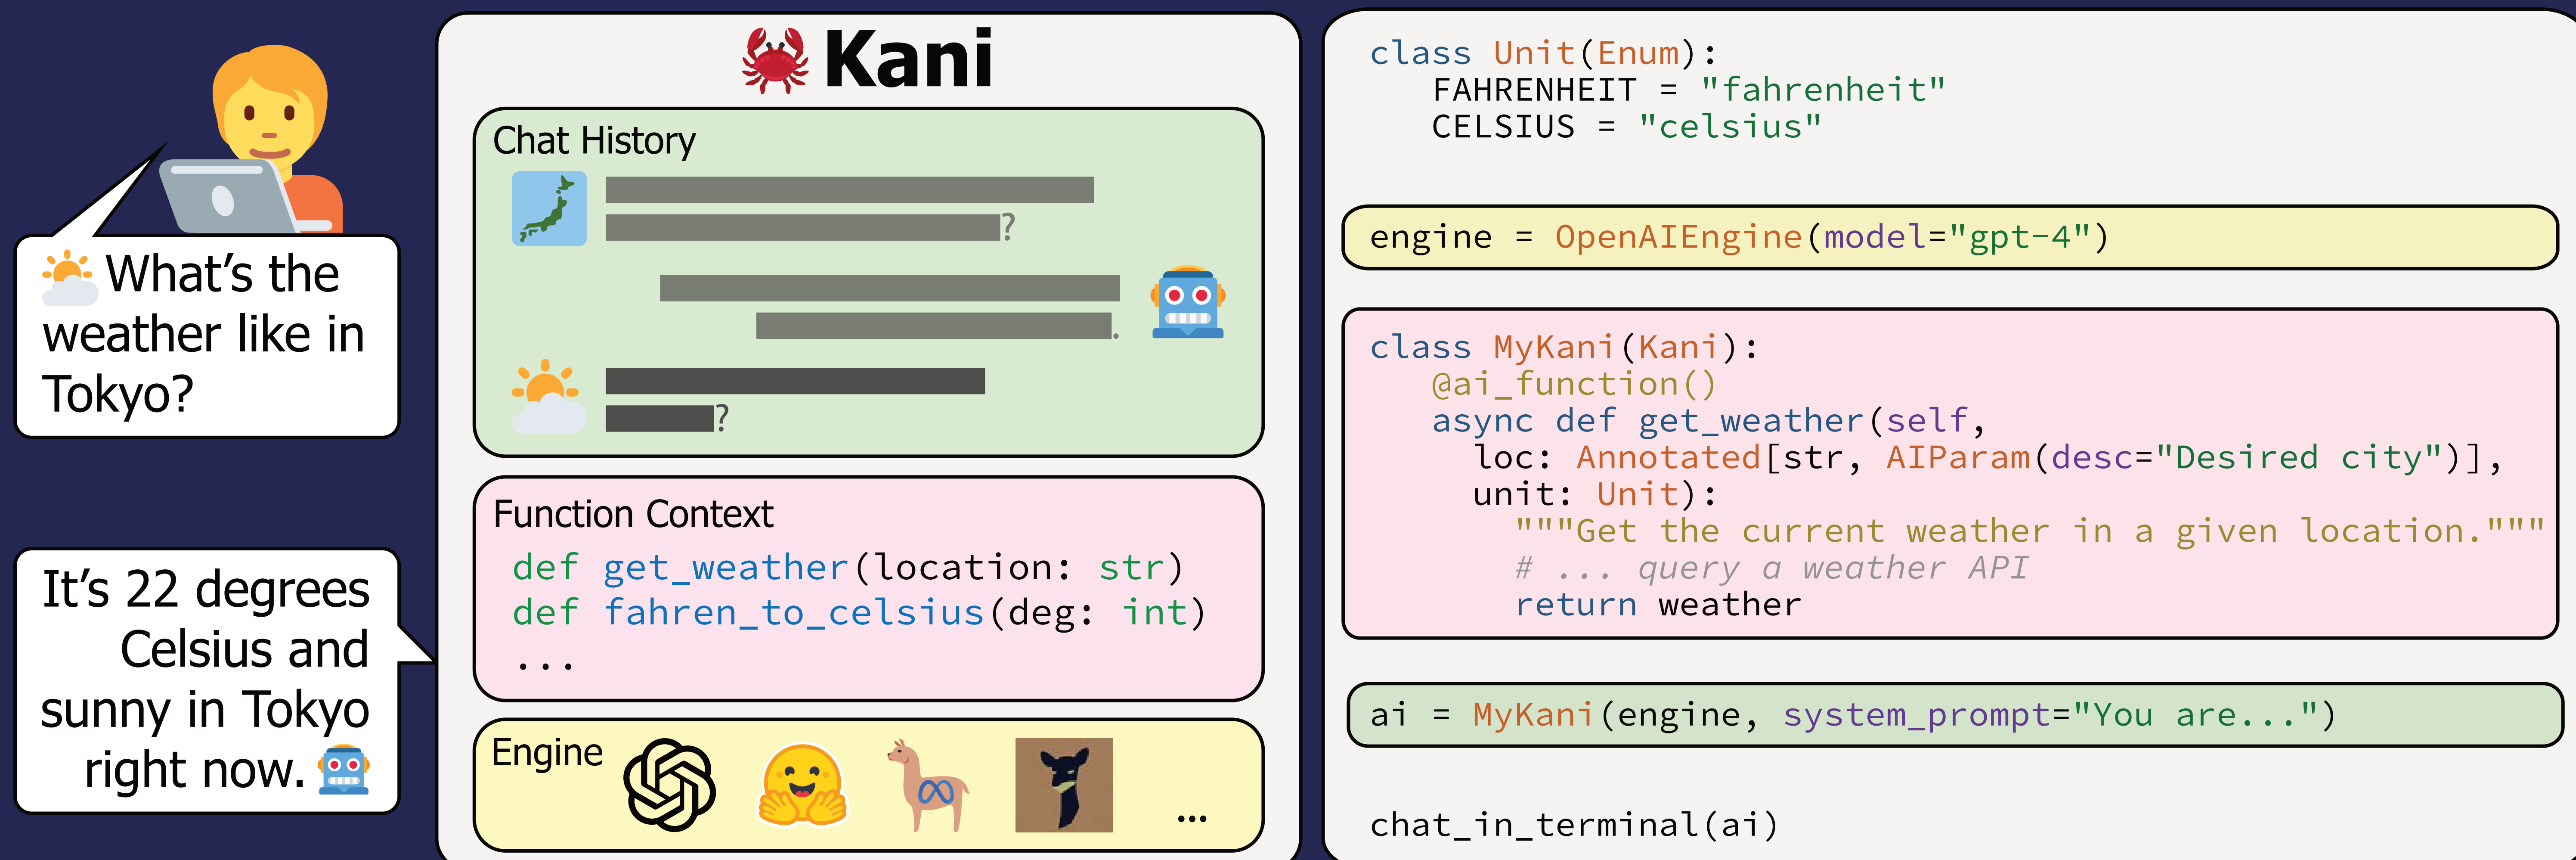 What's the
weather like in
Tokyo?
It's 22 degrees
Celsius and
sunny in Tokyo
right now.
Kani
Chat History
?
.
?
Function Context
def get_weather(location: str)
def fahren_to_celsius(deg: int)
...
Engine
...
class Unit(Enum):
FAHRENHEIT = "fahrenheit"
CELSIUS = "celsius"
engine = OpenAIEngine(model="gpt-4")
class MyKani(Kani):
@ai_function()
async def get_weather(self,
loc: Annotated[str, AIParam(desc="Desired city")],
unit: Unit):
"""Get the current weather in a given location."""
# ... query a weather API
return weather
ai = MyKani(engine, system_prompt="You are...")
chat_in_terminal(ai)